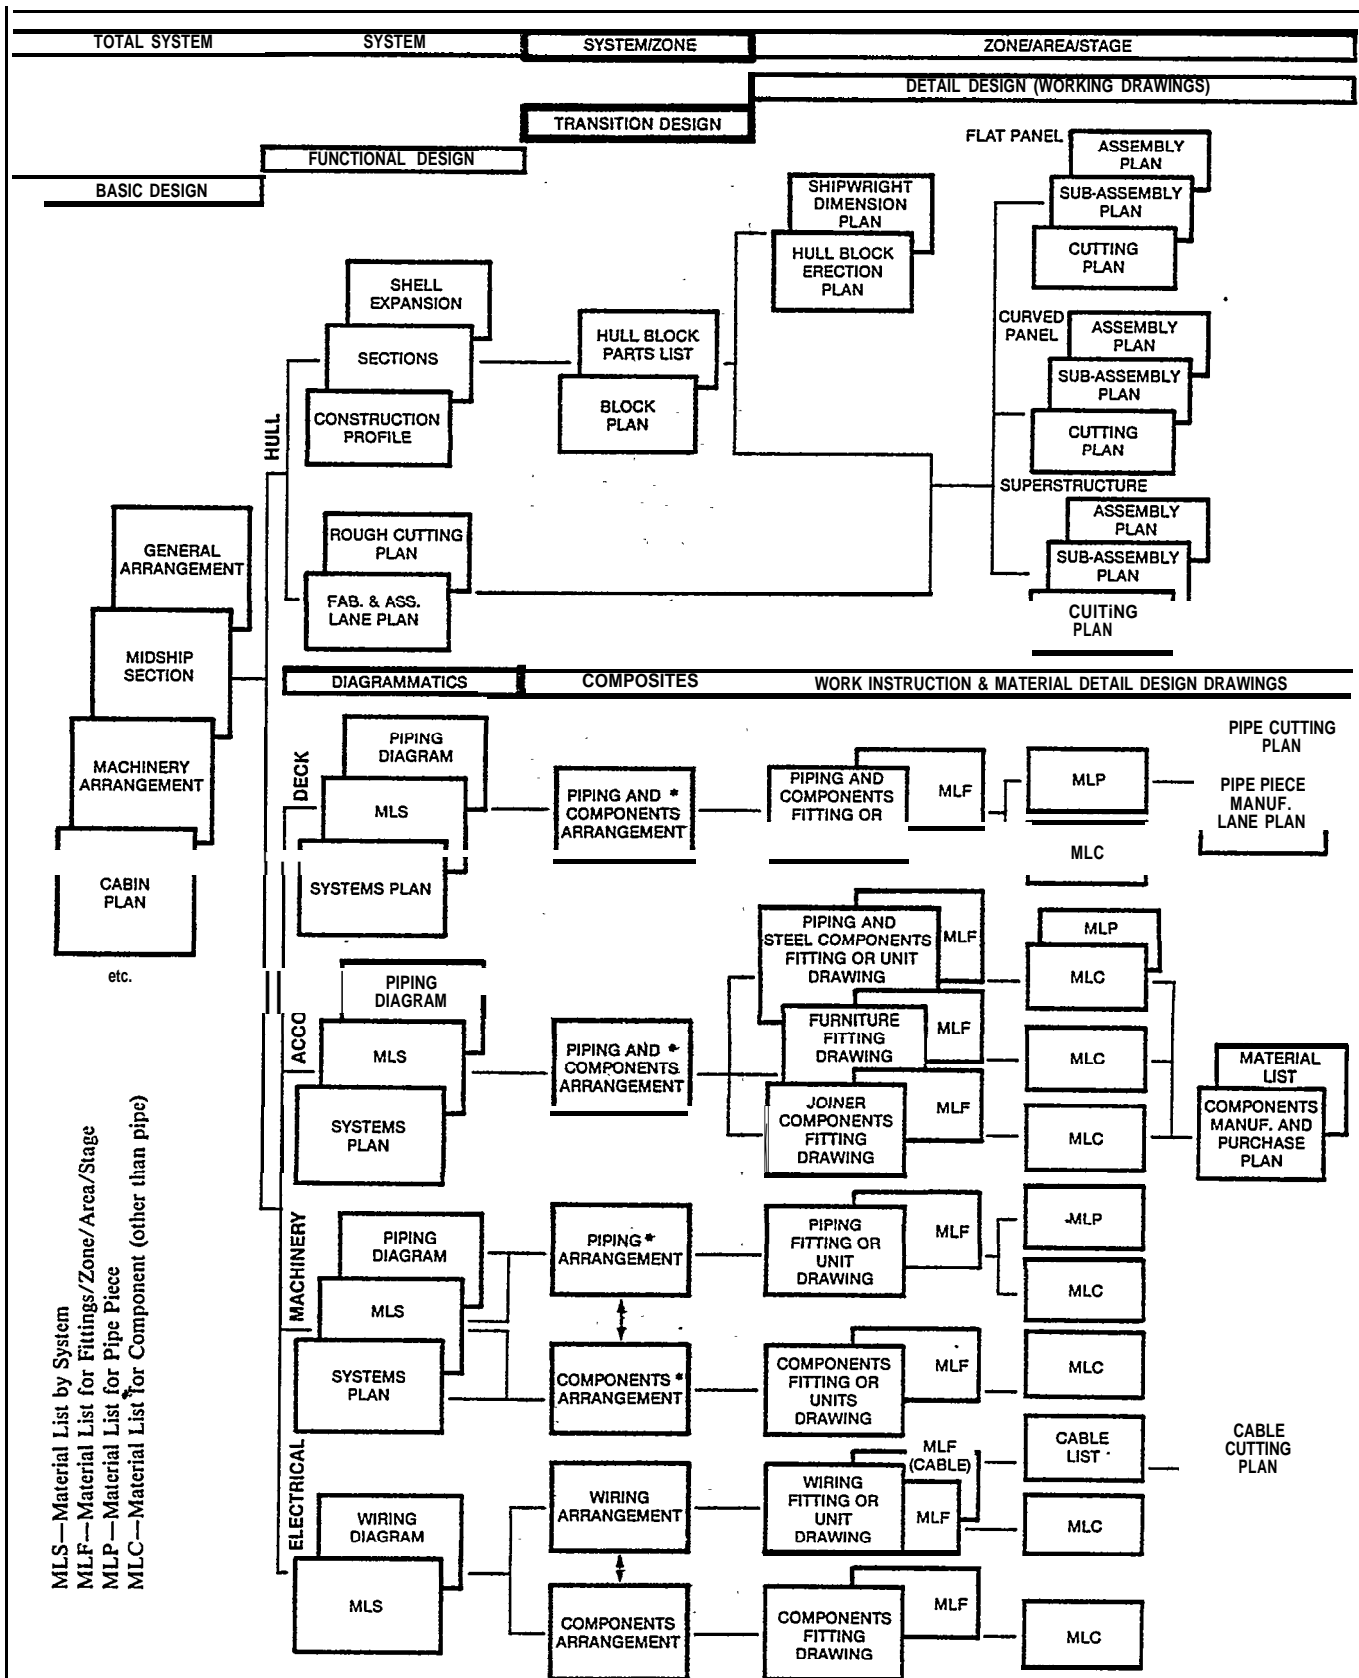 TOTAL SYSTEM
SYSTEM
SYSTEM/ZONE
ZONE/AREA/STAGE
DETAIL DESIGN (WORKING DRAWINGS)
TRANSITION DESIGN
FUNCTIONAL DESIGN
BASIC DESIGN
GENERAL
ARRANGEMENT
MIDSHIP
SECTION
MACHINERY
ARRANGEMENT
CABIN
PLAN
etc.
HULL
SHELL
EXPANSION
SECTIONS
CONSTRUCTION
PROFILE
ROUGH CUTTING
PLAN
FAB. & ASS.
LANE PLAN
HULL BLOCK
PARTS LIST
BLOCK
PLAN
SHIPWRIGHT
DIMENSION
PLAN
HULL BLOCK
ERECTION
PLAN
FLAT PANEL
ASSEMBLY
PLAN
SUB-ASSEMBLY
PLAN
CUTTING
PLAN
CURVED
PANEL
ASSEMBLY
PLAN
SUB-ASSEMBLY
PLAN
CUTTING
PLAN
SUPERSTRUCTURE
ASSEMBLY
PLAN
SUB-ASSEMBLY
PLAN
CUITiNG
PLAN
DIAGRAMMATICS
COMPOSITES
WORK INSTRUCTION & MATERIAL DETAIL DESIGN DRAWINGS
DECK
PIPING
DIAGRAM
MLS
SYSTEMS PLAN
PIPING AND *
COMPONENTS
ARRANGEMENT
PIPING AND
COMPONENTS
FITTING OR
MLF
MLP
MLC
PIPE CUTTING
PLAN
PIPE PIECE
MANUF.
LANE PLAN
ACCO
PIPING
DIAGRAM
MLS
SYSTEMS
PLAN
PIPING AND *
COMPONENTS
ARRANGEMENT
PIPING AND
STEEL COMPONENTS
FITTING OR UNIT
DRAWING
MLF
FURNITURE
FITTING
DRAWING
MLF
JOINER
COMPONENTS
FITTING
DRAWING
MLF
MLP
MLC
MLC
MLC
MATERIAL
LIST
COMPONENTS
MANUF. AND
PURCHASE
PLAN
MACHINERY
PIPING
DIAGRAM
MLS
SYSTEMS
PLAN
PIPING *
ARRANGEMENT
COMPONENTS *
ARRANGEMENT
PIPING
FITTING OR
UNIT
DRAWING
MLF
MLP
MLC
COMPONENTS
FITTING OR
UNITS
DRAWING
MLF
MLC
ELECTRICAL
WIRING
DIAGRAM
MLS
WIRING
ARRANGEMENT
COMPONENTS
ARRANGEMENT
WIRING
FITTING OR
UNIT
DRAWING
MLF
(CABLE)
MLF
CABLE
LIST
MLC
CABLE
CUTTING
PLAN
COMPONENTS
FITTING
DRAWING
MLF
MLC
MLS—Material List by System
MLF—Material List for Fittings/Zone/Area/Stage
MLP—Material List for Pipe Piece
MLC—Material List for Component (other than pipe)